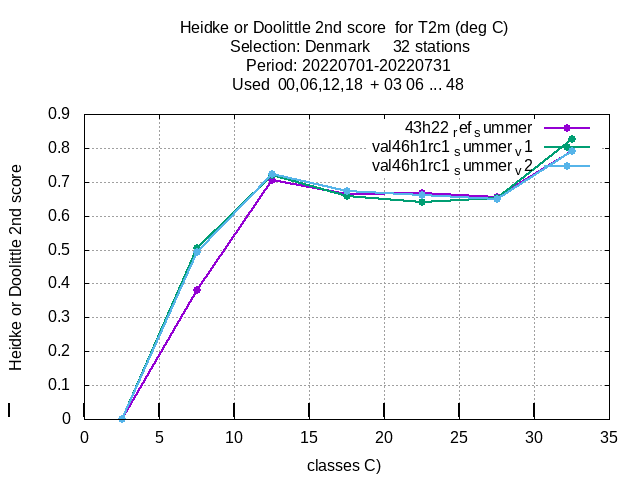 Heidke or Doolittle 2nd score  for T2m (deg C)
Selection: Denmark     32 stations
Period: 20220701-20220731
Used  00,06,12,18  + 03 06 ... 48
43h22 ref summer
val46h1rc1 summer v1
val46h1rc1 summer v2
Heidke or Doolittle 2nd score
0.9
0.8
0.7
0.6
0.5
0.4
0.3
0.2
0.1
0
0 5 10 15 20 25 30 35
classes C)